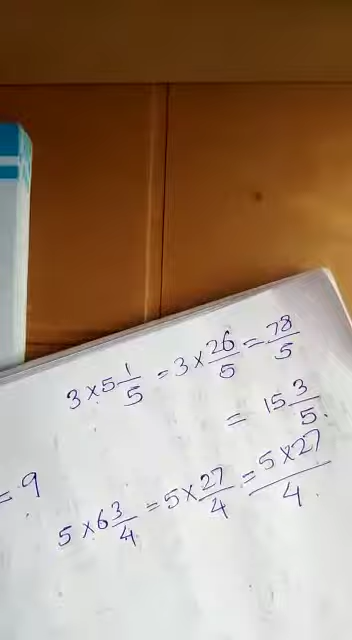 3 × 5 1/5 = 3 × 26/5 = 78/5
= 15 3/5.
= 9
5 × 6 3/4 = 5 × 27/4 = 5 × 27/4.